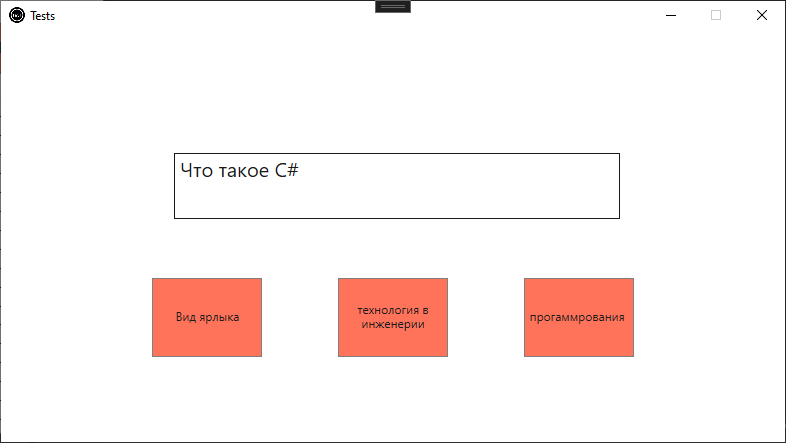 Tests
Что такое C#
Вид ярлыка
технология в
инженерии
прогаммрования